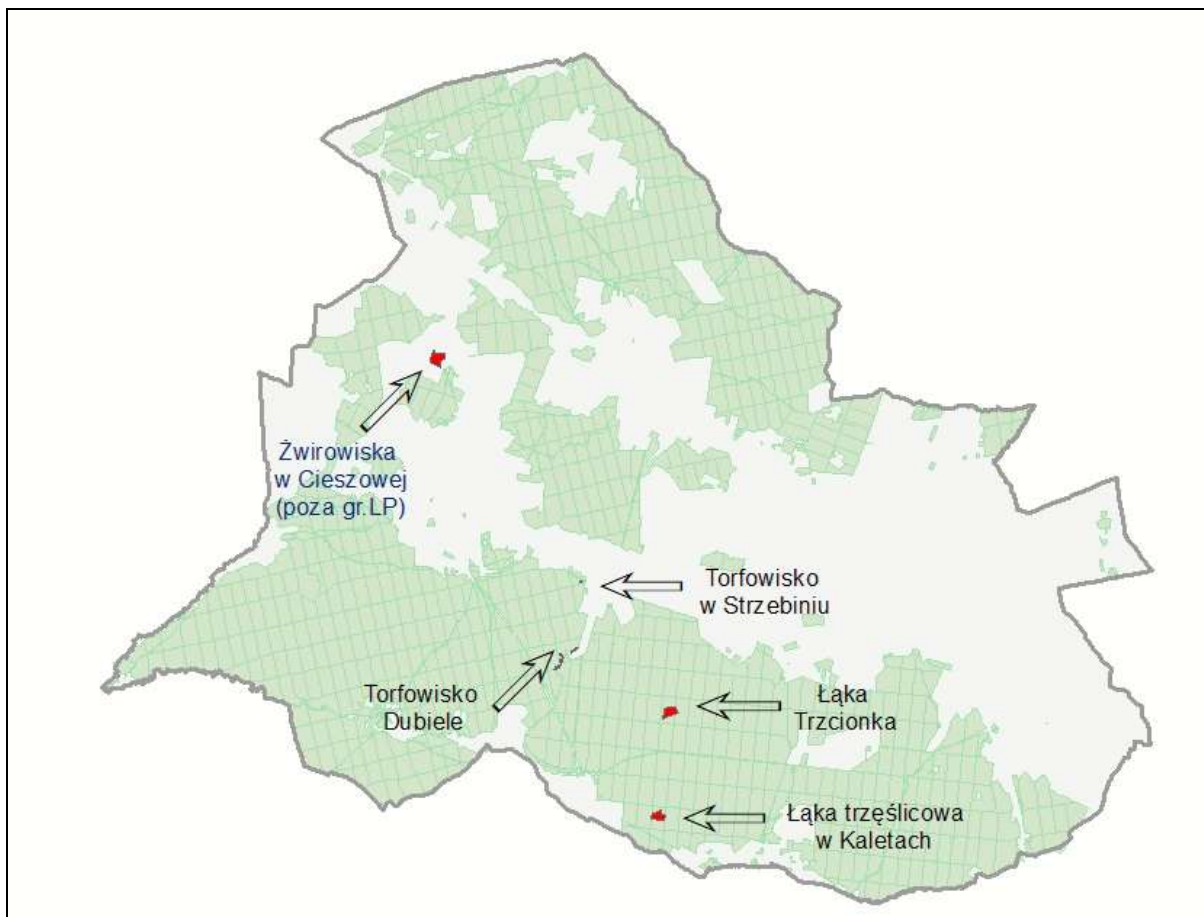 Żwirowiska
w Cieszowej
(poza gr.LP)
Torfowisko
w Strzebiniu
Torfowisko
Dubiele
Łąka
Trzcionka
Łąka trzęślicowa
w Kaletach